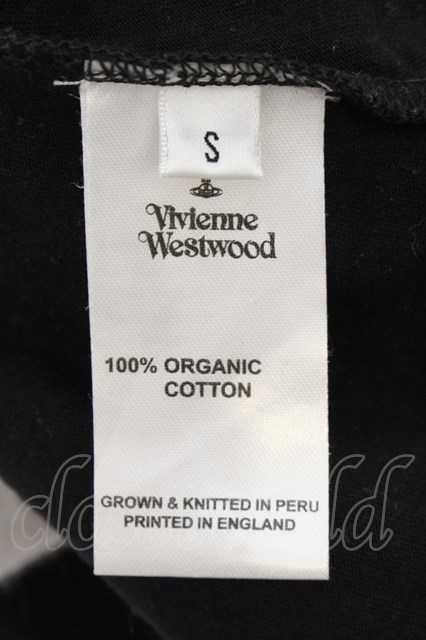 S
Vivienne
Westwood
100% ORGANIC
COTTON
GROWN & KNITTED IN PERU
PRINTED IN ENGLAND